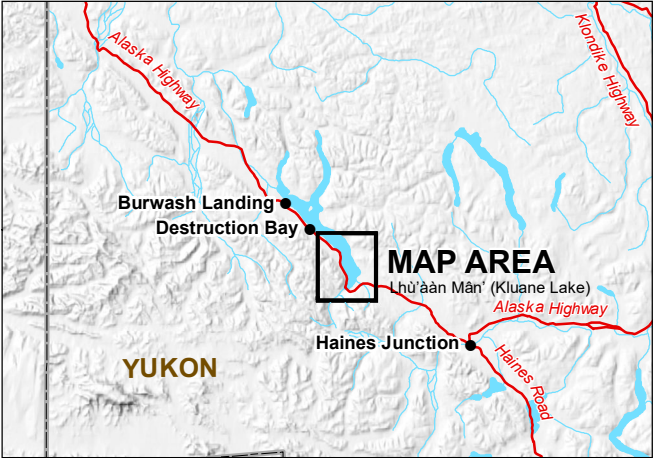 Alaska Highway
Klondike Highway
Burwash Landing
Destruction Bay
MAP AREA
Lhù'ààn Mân' (Kluane Lake)
Alaska Highway
Haines Junction
YUKON
Haines Road